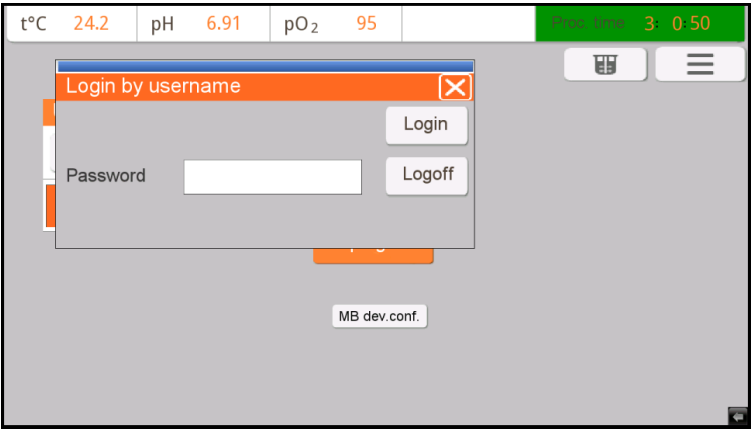 t°C 24.2 pH 6.91 pO2 95 Proc. time 3: 0:50
Login by username
Login
Password
Logoff
MB dev.conf.